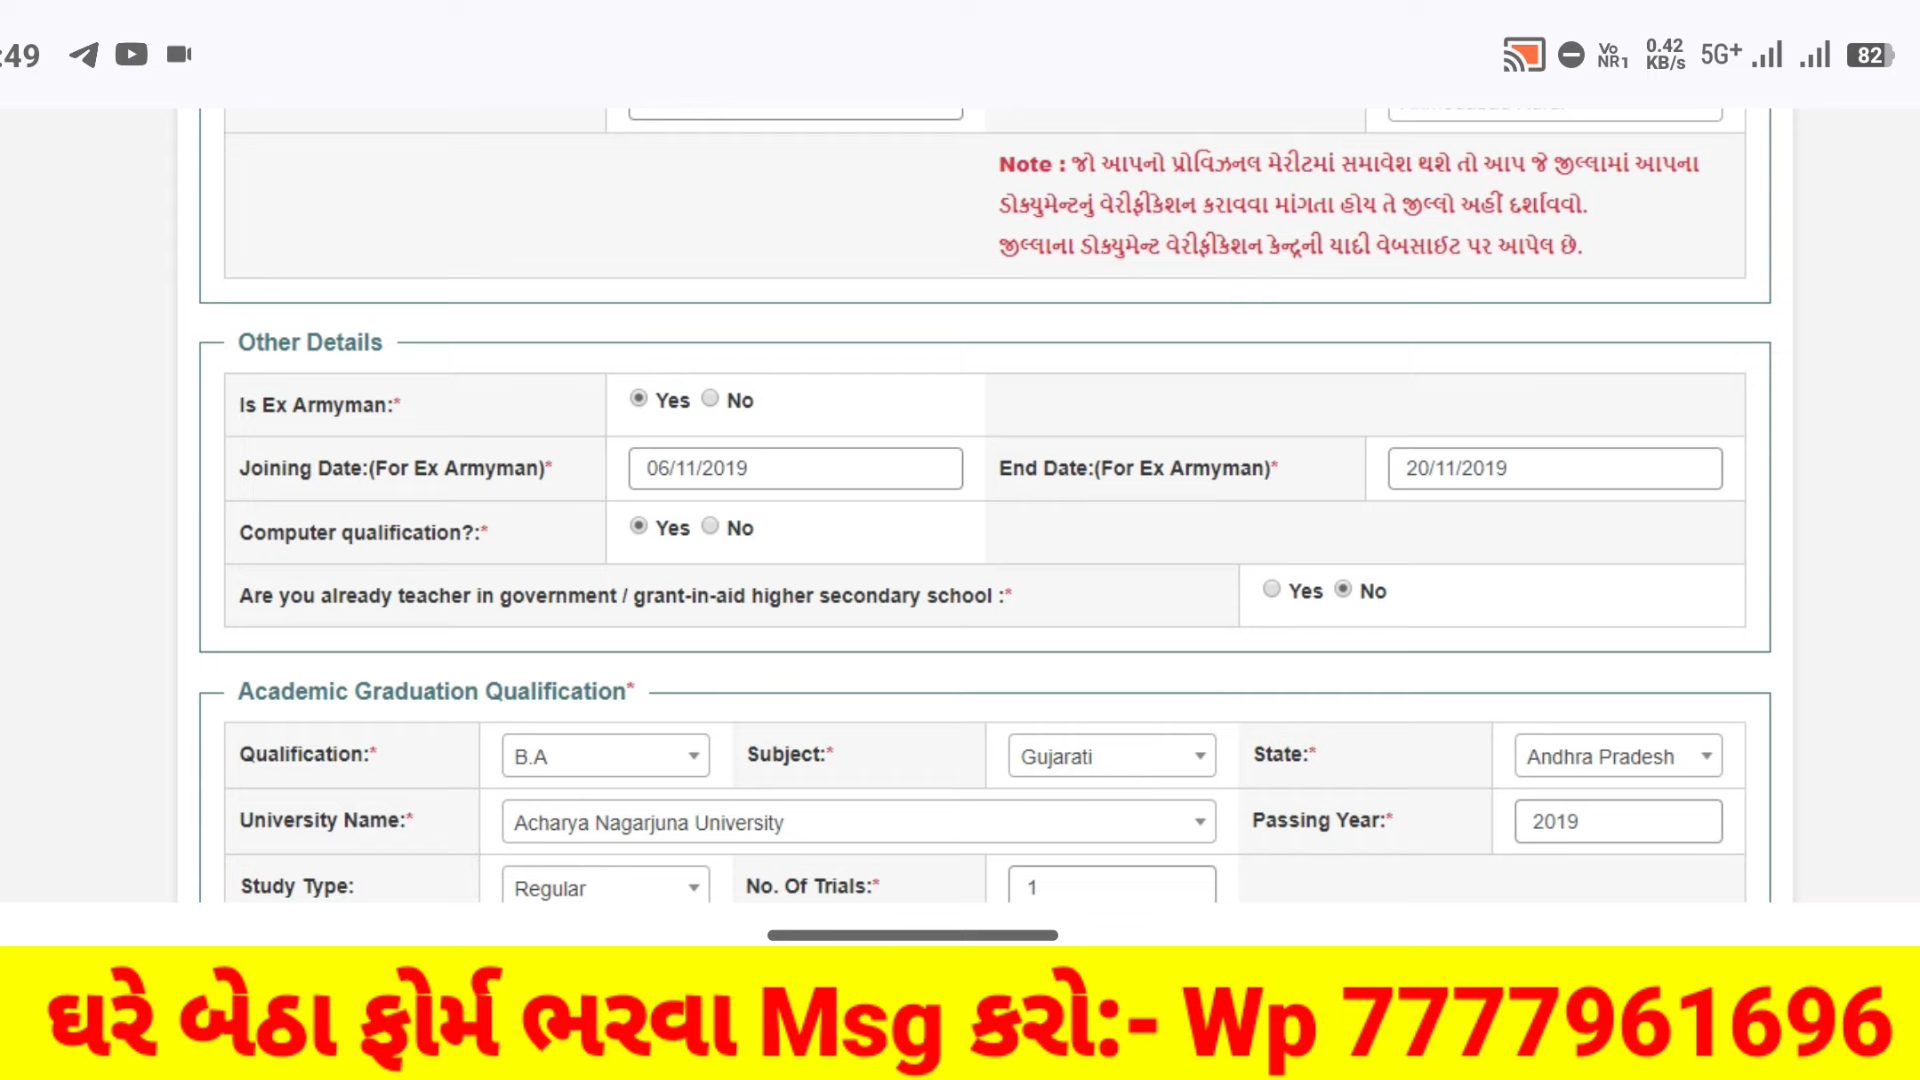 :49
Vo NR1 0.42 KB/s 5G+ 82
Note : જો આપનો પ્રોવિઝનલ મેરીટમાં સમાવેશ થશે તો આપ જે જીલ્લામાં આપના
ડોક્યુમેન્ટનું વેરીફીકેશન કરાવવા માંગતા હોય તે જીલ્લો અહીં દર્શાવવો.
જીલ્લાના ડોક્યુમેન્ટ વેરીફીકેશન કેન્દ્રની યાદી વેબસાઈટ પર આપેલ છે.
Other Details
Is Ex Armyman:* Yes No
Joining Date:(For Ex Armyman)* 06/11/2019 End Date:(For Ex Armyman)* 20/11/2019
Computer qualification?:* Yes No
Are you already teacher in government / grant-in-aid higher secondary school :* Yes No
Academic Graduation Qualification*
Qualification:* B.A Subject:* Gujarati State:* Andhra Pradesh
University Name:* Acharya Nagarjuna University Passing Year:* 2019
Study Type: Regular No. Of Trials:* 1
ઘરે બેઠા ફોર્મ ભરવા Msg કરો:- Wp 7777961696